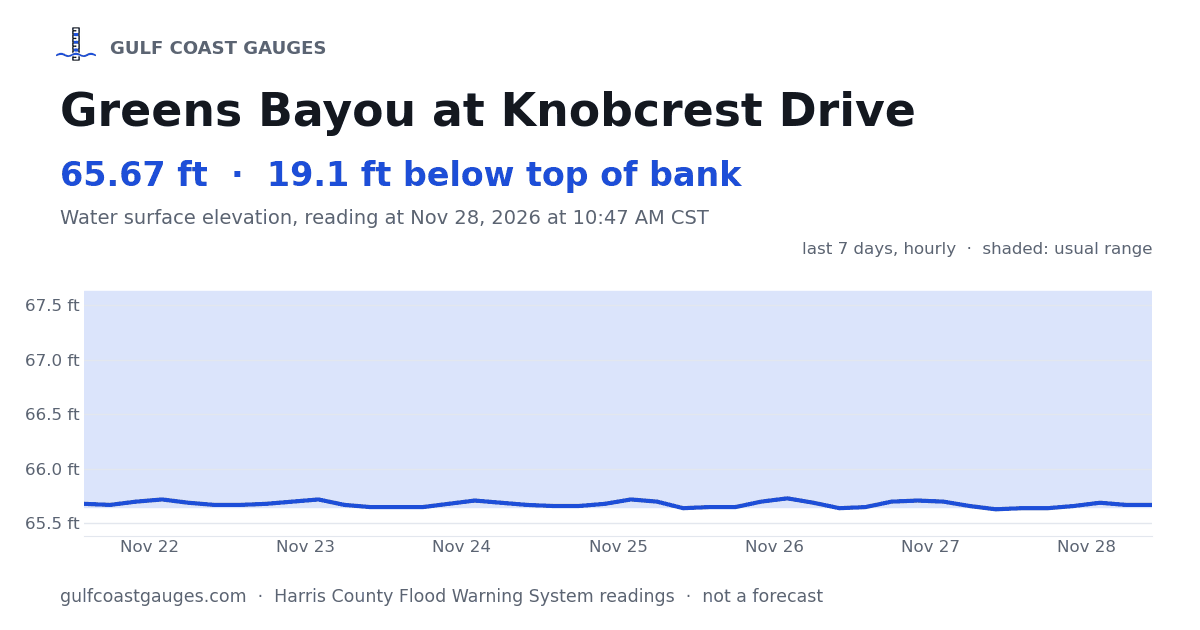 GULF COAST GAUGES
Greens Bayou at Knobcrest Drive
65.67 ft · 19.1 ft below top of bank
Water surface elevation, reading at Nov 28, 2026 at 10:47 AM CST
last 7 days, hourly · shaded: usual range
67.5 ft
67.0 ft
66.5 ft
66.0 ft
65.5 ft
Nov 22 Nov 23 Nov 24 Nov 25 Nov 26 Nov 27 Nov 28
gulfcoastgauges.com · Harris County Flood Warning System readings · not a forecast